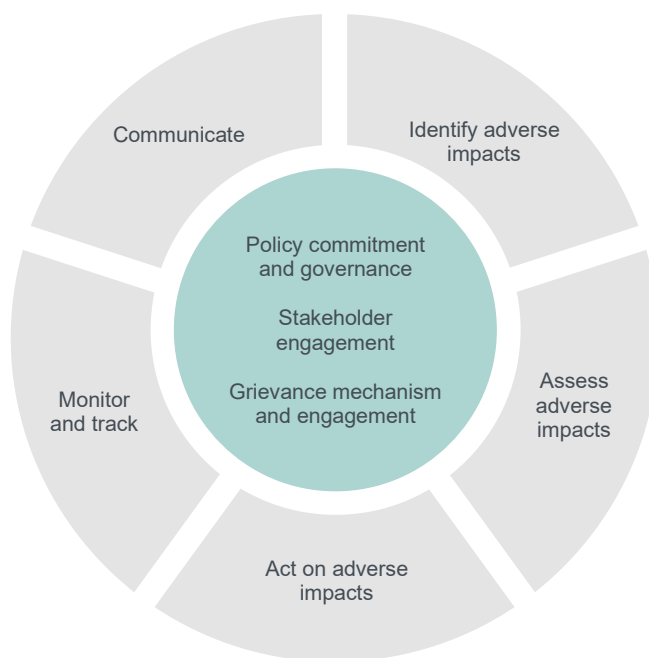 Communicate
Identify adverse
impacts
Policy commitment
and governance
Stakeholder
engagement
Grievance mechanism
and engagement
Assess
adverse
impacts
Monitor
and track
Act on adverse
impacts